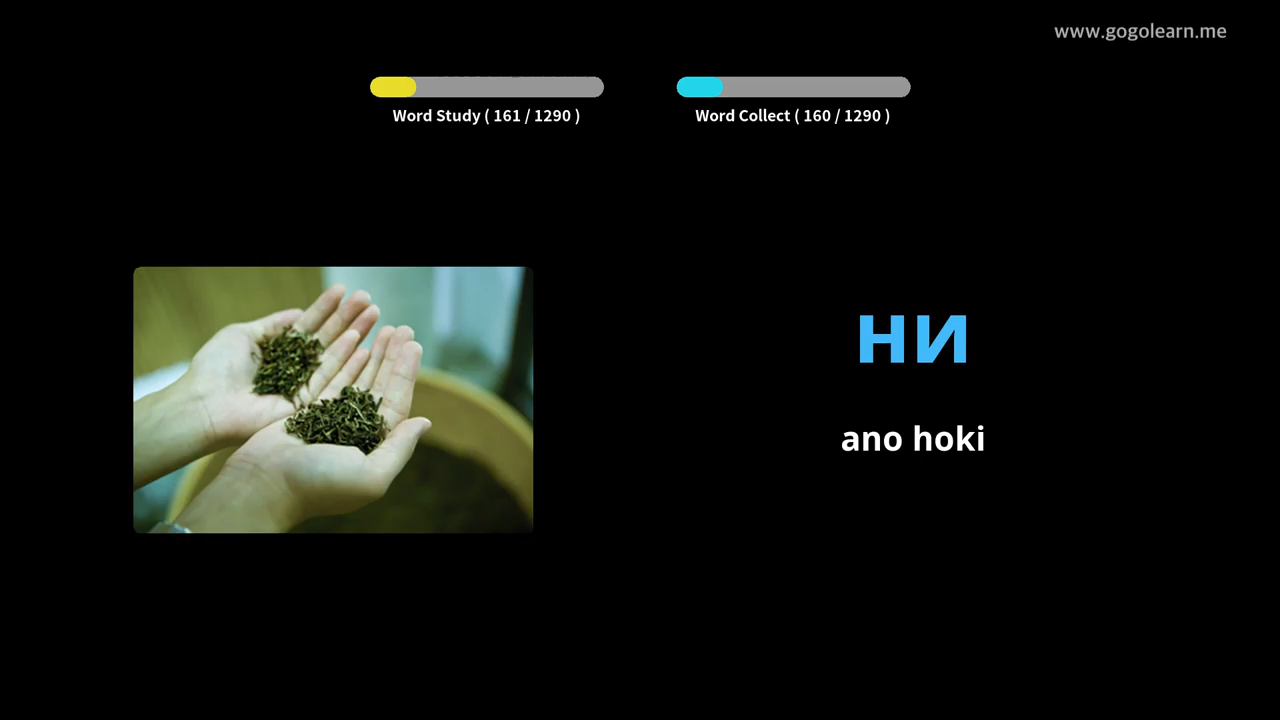 www.gogolearn.me
Word Study ( 161 / 1290 )
Word Collect ( 160 / 1290 )
ни
ano hoki